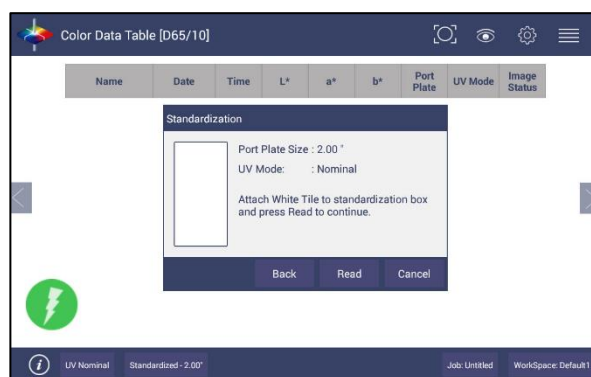 Color Data Table [D65/10]
Name Date Time L* a* b* Port Plate UV Mode Image Status
Standardization
Port Plate Size : 2.00 "
UV Mode: : Nominal
Attach White Tile to standardization box
and press Read to continue.
Back Read Cancel
i UV Nominal Standardized - 2.00" Job: Untitled WorkSpace: Default1